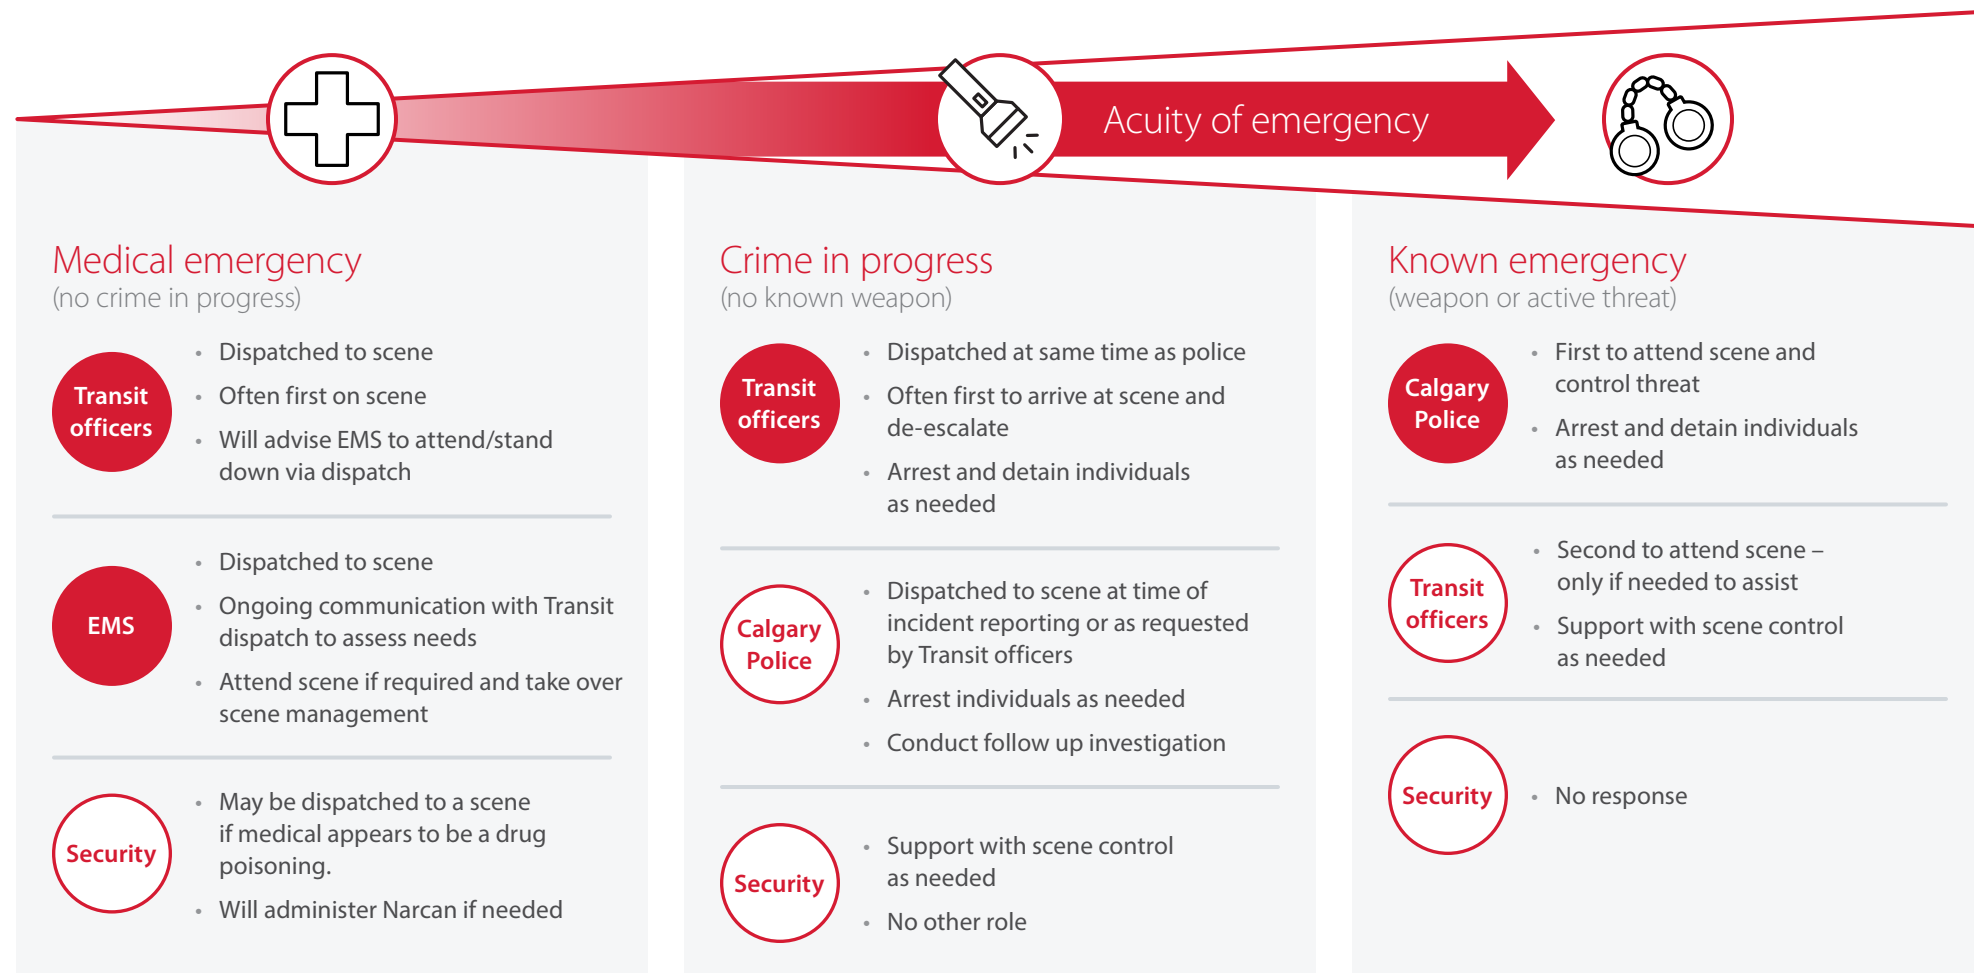 Acuity of emergency
Medical emergency
(no crime in progress)
Transit
officers
• Dispatched to scene
• Often first on scene
• Will advise EMS to attend/stand
down via dispatch
EMS
• Dispatched to scene
• Ongoing communication with Transit
dispatch to assess needs
• Attend scene if required and take over
scene management
Security
• May be dispatched to a scene
if medical appears to be a drug
poisoning.
• Will administer Narcan if needed
Crime in progress
(no known weapon)
Transit
officers
• Dispatched at same time as police
• Often first to arrive at scene and
de-escalate
• Arrest and detain individuals
as needed
Calgary
Police
• Dispatched to scene at time of
incident reporting or as requested
by Transit officers
• Arrest individuals as needed
• Conduct follow up investigation
Security
• Support with scene control
as needed
• No other role
Known emergency
(weapon or active threat)
Calgary
Police
• First to attend scene and
control threat
• Arrest and detain individuals
as needed
Transit
officers
• Second to attend scene –
only if needed to assist
• Support with scene control
as needed
Security
• No response